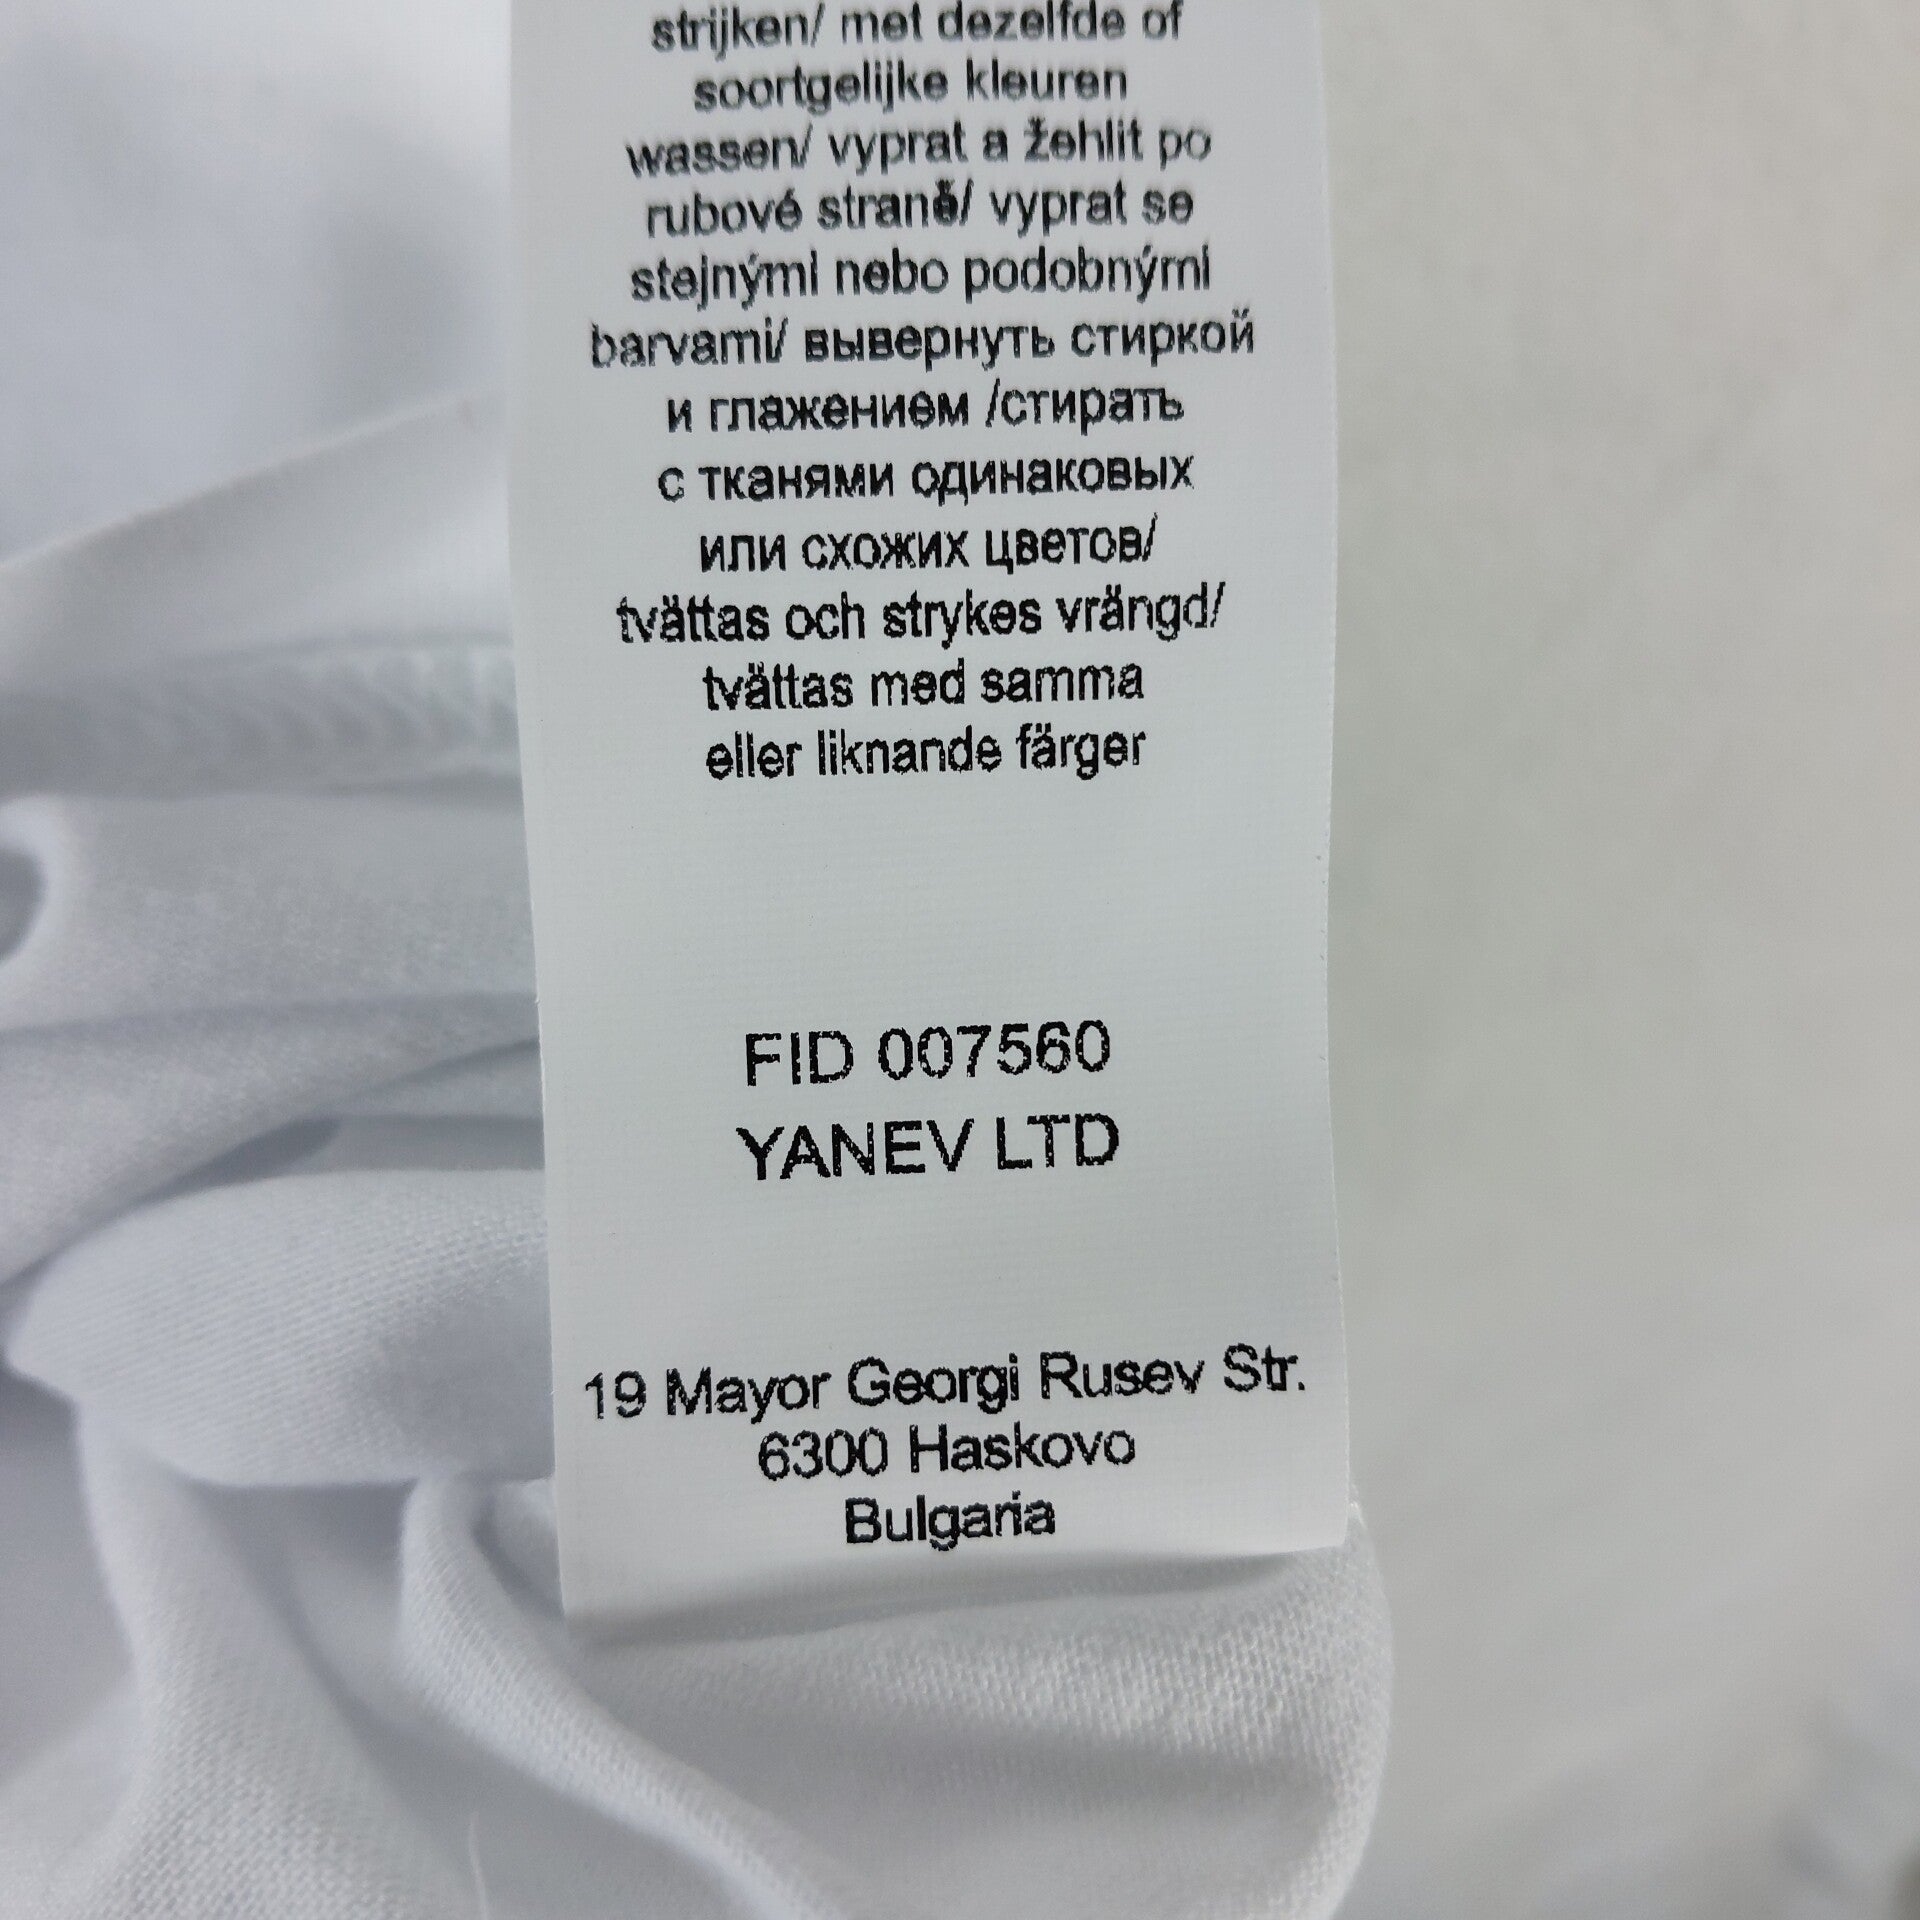 strijken/ met dezelfde of
soortgelijke kleuren
wassen/ vyprat a žehlit po
rubové straně/ vyprat se
stejnými nebo podobnými
barvami/ вывернуть стиркой
и глажением /стирать
с тканями одинаковых
или схожих цветов/
tvättas och strykes vrängd/
tvättas med samma
eller liknande färger
FID 007560
YANEV LTD
19 Mayor Georgi Rusev Str.
6300 Haskovo
Bulgaria